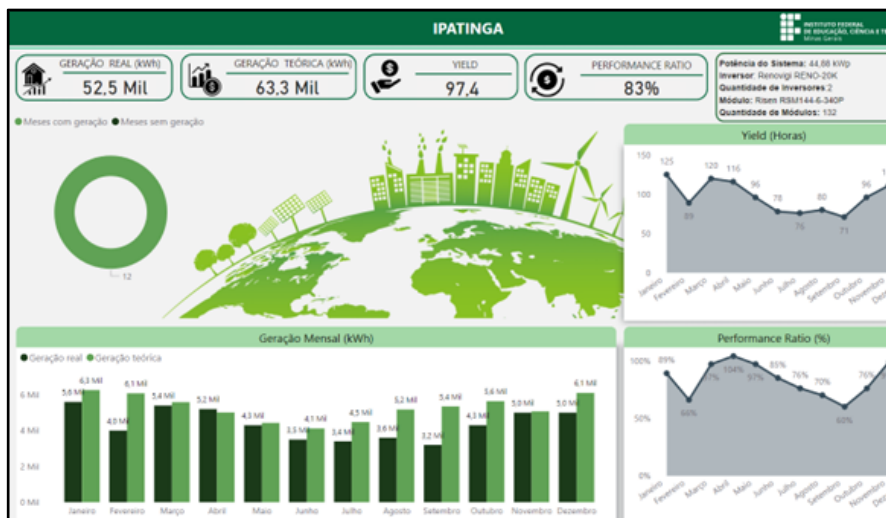 IPATINGA
INSTITUTO FEDERAL
DE EDUCAÇÃO, CIÊNCIA E TE
Minas Gerais
GERAÇÃO REAL (kWh)
52,5 Mil
GERAÇÃO TEÓRICA (kWh)
63,3 Mil
YIELD
97,4
PERFORMANCE RATIO
83%
Potência do Sistema: 44,88 kWp
Inversor: Renovigi RENO-20K
Quantidade de Inversores:2
Módulo: Risen RSM144-6-340P
Quantidade de Módulos: 132
Meses com geração Meses sem geração
12
Yield (Horas)
150
100
50
0
125
89
120
116
96
78
76
80
71
96
Janeiro
Fevereiro
Março
Abril
Maio
Junho
Julho
Agosto
Setembro
Outubro
Novembro
Geração Mensal (kWh)
Geração real Geração teórica
6 Mil
4 Mil
2 Mil
0 Mil
5,6 Mil 6,3 Mil
4,0 Mil 6,1 Mil
5,4 Mil
5,2 Mil
4,3 Mil
3,5 Mil 4,1 Mil
3,4 Mil 4,5 Mil
3,6 Mil 5,2 Mil
3,2 Mil 5,4 Mil
4,3 Mil 5,6 Mil
5,0 Mil
5,0 Mil 6,1 Mil
Janeiro Fevereiro Março Abril Maio Junho Julho Agosto Setembro Outubro Novembro Dezembro
Performance Ratio (%)
100%
50%
0%
89%
66%
97%
104%
97%
85%
76%
70%
60%
76%
Janeiro
Fevereiro
Março
Abril
Maio
Junho
Julho
Agosto
Setembro
Outubro
Novembro